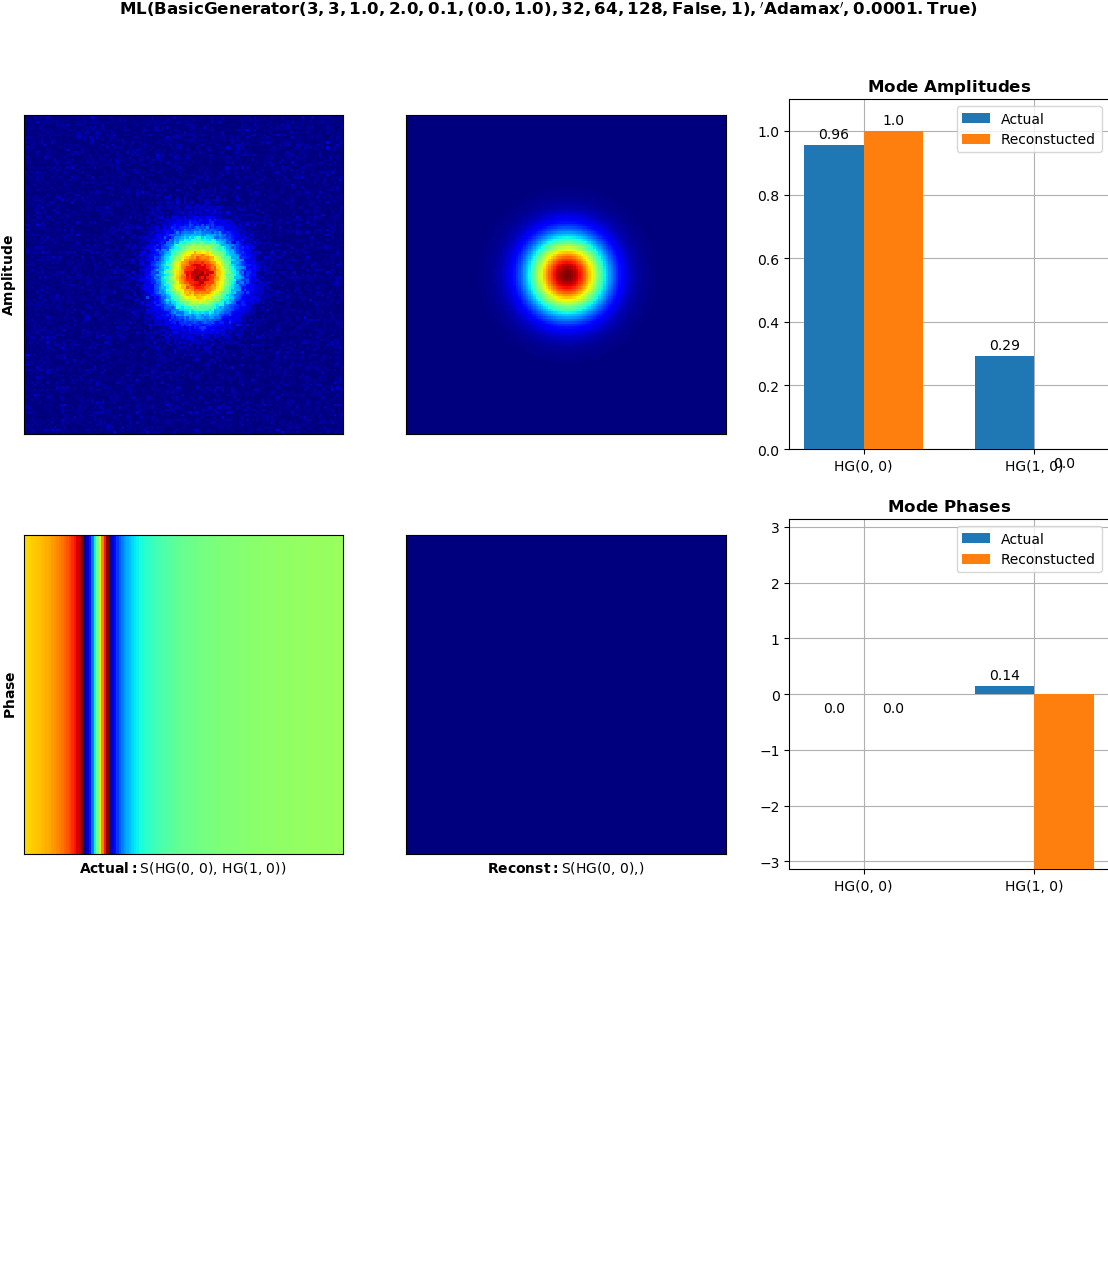 ML(BasicGenerator(3, 3, 1.0, 2.0, 0.1, (0.0, 1.0), 32, 64, 128, False, 1), 'Adamax', 0.0001. True)
Amplitude
Mode Amplitudes
Actual
Reconstucted
0.96
1.0
0.29
0.0
1.0
0.8
0.6
0.4
0.2
0.0
HG(0, 0)
HG(1, 0)
Phase
Actual: S(HG(0, 0), HG(1, 0))
Reconst: S(HG(0, 0),)
Mode Phases
Actual
Reconstucted
0.0
0.0
0.14
3
2
1
0
−1
−2
−3
HG(0, 0)
HG(1, 0)